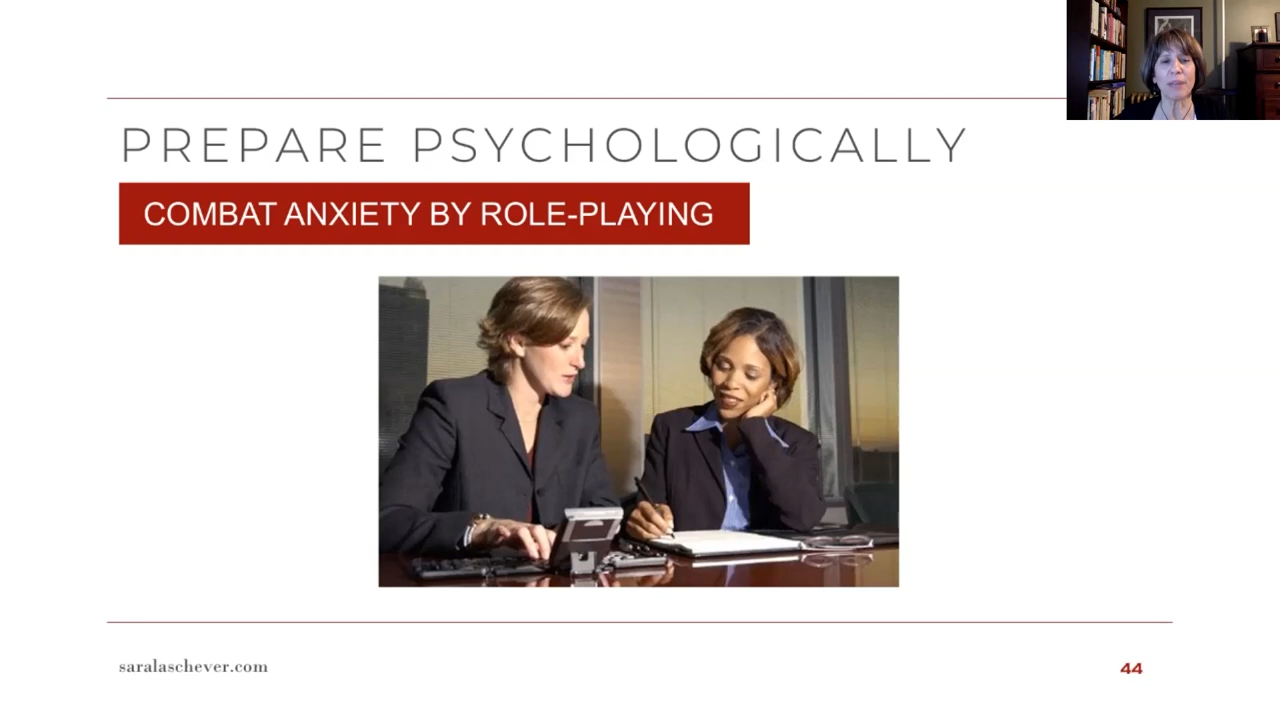 PREPARE PSYCHOLOGICALLY
COMBAT ANXIETY BY ROLE-PLAYING
saralaschever.com
44